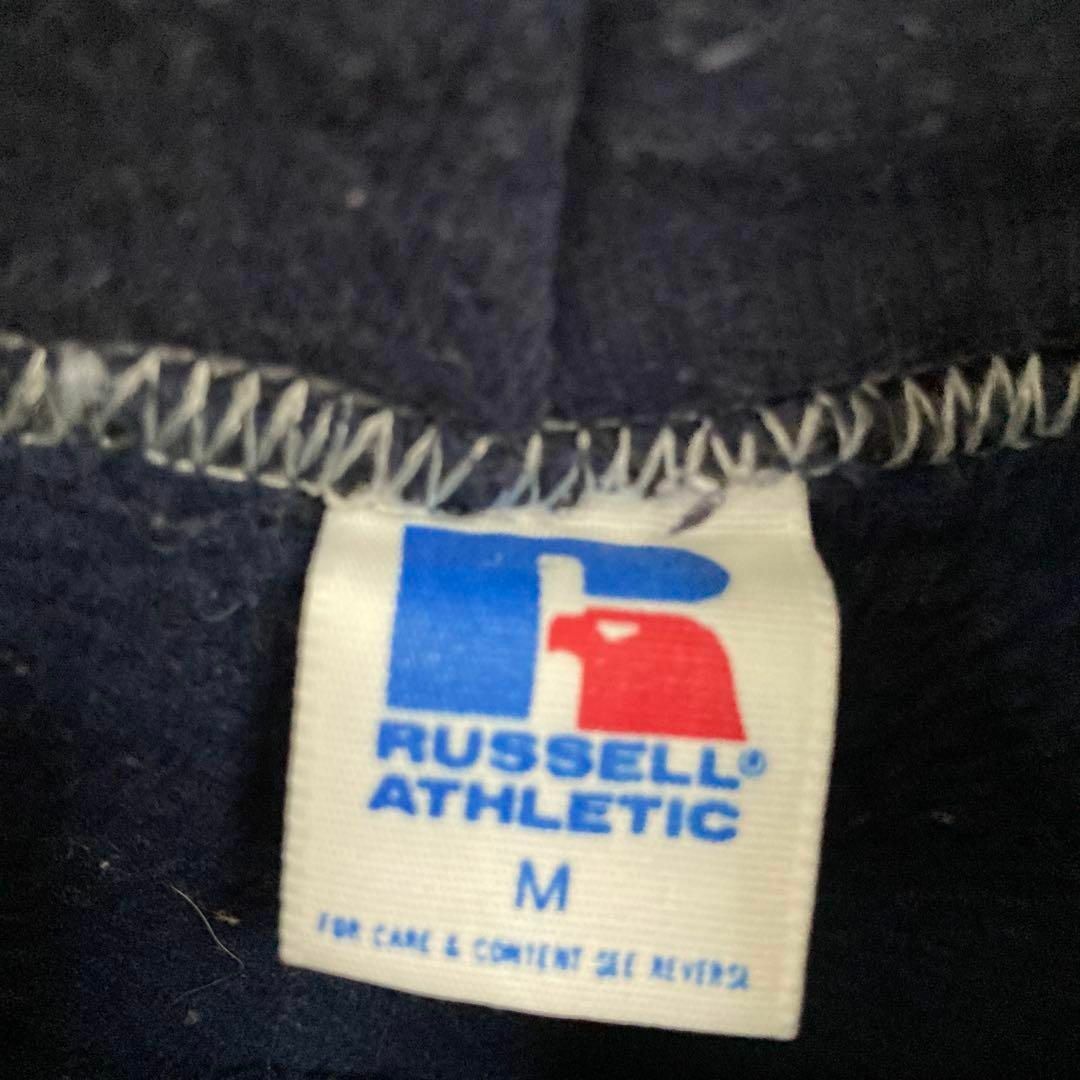 RUSSELL®
ATHLETIC
M
FOR CARE & CONTENT SEE REVERSE